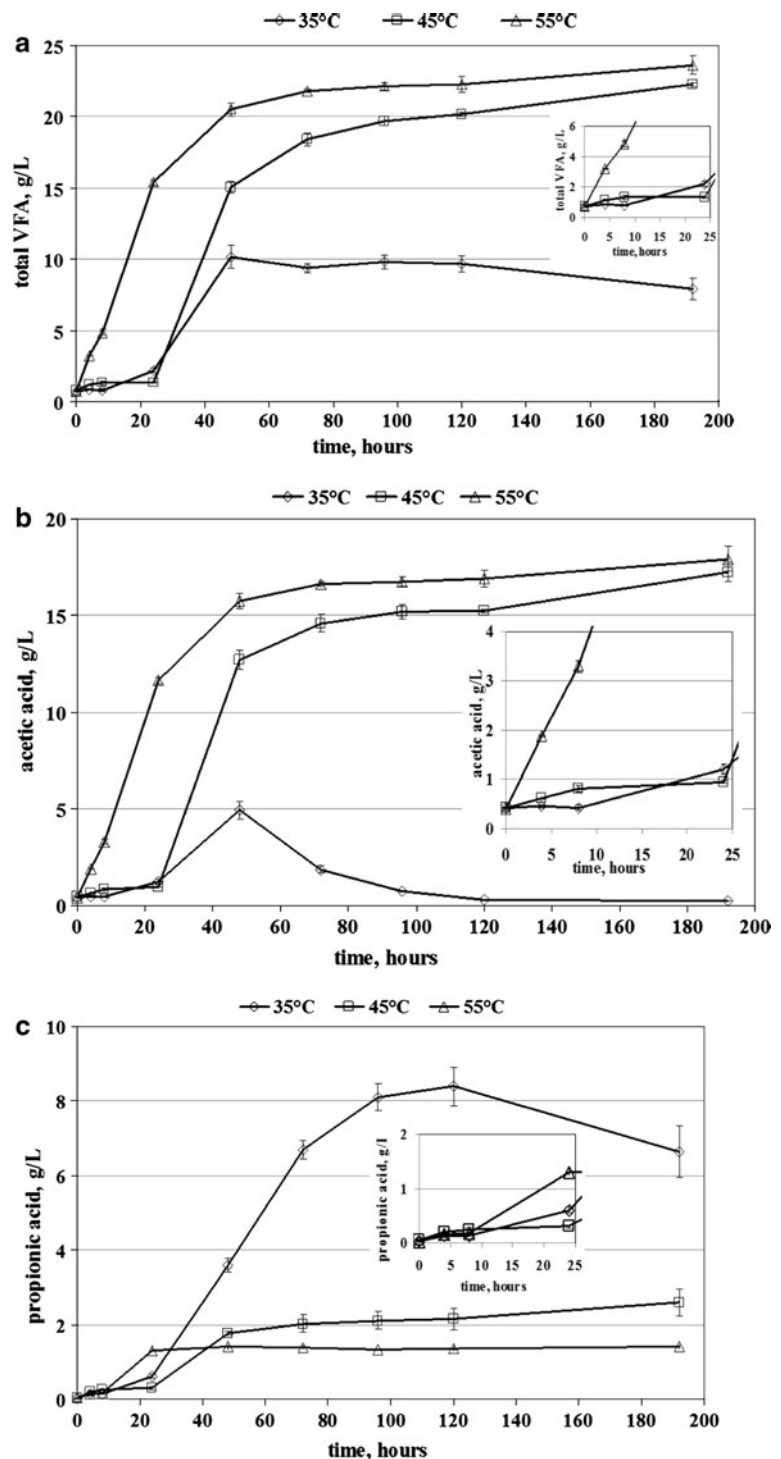 35°C 45°C 55°C
a
25
20
15
10
5
0
total VFA, g/L
0 20 40 60 80 100 120 140 160 180 200
time, hours
6
4
2
0
total VFA, g/L
0 5 10 15 20 25
time, hours
b
35°C 45°C 55°C
20
15
10
5
0
acetic acid, g/L
0 20 40 60 80 100 120 140 160 180 200
time, hours
4
3
2
1
0
acetic acid, g/L
0 5 10 15 20 25
time, hours
c
35°C 45°C 55°C
10
8
6
4
2
0
propionic acid, g/L
0 20 40 60 80 100 120 140 160 180 200
time, hours
2
1
0
propionic acid, g/l
0 5 10 15 20 25
time, hours